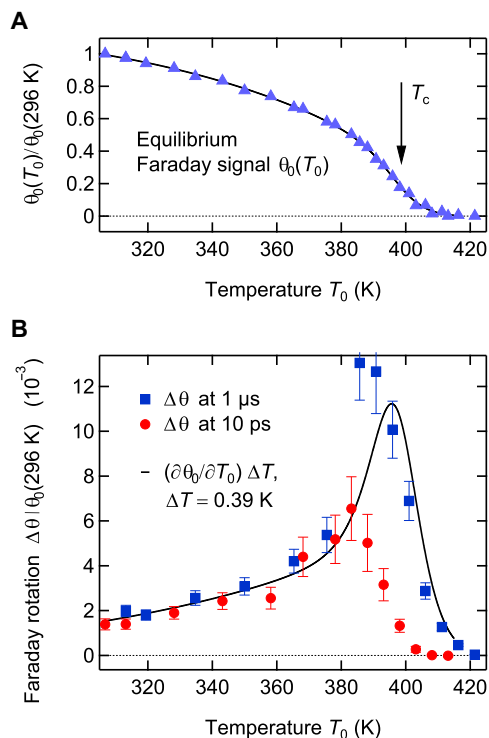 A
θ₀(T₀)/θ₀(296 K)
1
0.8
0.6
0.4
0.2
0
Equilibrium
Faraday signal θ₀(T₀)
Tc
320 340 360 380 400 420
Temperature T₀ (K)
B
Faraday rotation Δθ | θ₀(296 K) (10⁻³)
12
10
8
6
4
2
0
Δθ at 1 µs
Δθ at 10 ps
– (∂θ₀/∂T₀) ΔT,
ΔT = 0.39 K
320 340 360 380 400 420
Temperature T₀ (K)